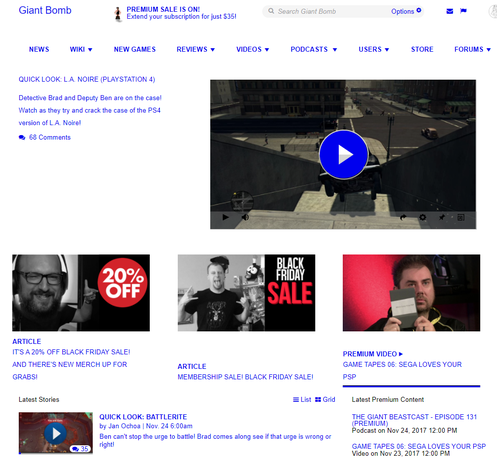 Giant Bomb
PREMIUM SALE IS ON!
Extend your subscription for just $35!
Search Giant Bomb
Options
NEWS
WIKI
NEW GAMES
REVIEWS
VIDEOS
PODCASTS
USERS
STORE
FORUMS
QUICK LOOK: L.A. NOIRE (PLAYSTATION 4)
Detective Brad and Deputy Ben are on the case!
Watch as they try and crack the case of the PS4
version of L.A. Noire!
68 Comments
20%
OFF
BLACK
FRIDAY
SALE
ARTICLE
IT'S A 20% OFF BLACK FRIDAY SALE!
AND THERE'S NEW MERCH UP FOR
GRABS!
ARTICLE
MEMBERSHIP SALE! BLACK FRIDAY SALE!
PREMIUM VIDEO
GAME TAPES 06: SEGA LOVES YOUR
PSP
Latest Stories
List
Grid
35
QUICK LOOK: BATTLERITE
by Jan Ochoa | Nov. 24 6:00am
Ben can't stop the urge to battle! Brad comes along see if that urge is wrong or
right!
Latest Premium Content
THE GIANT BEASTCAST - EPISODE 131
(PREMIUM)
Podcast on Nov 24, 2017 12:00 PM
GAME TAPES 06: SEGA LOVES YOUR PSP
Video on Nov 23, 2017 12:00 PM